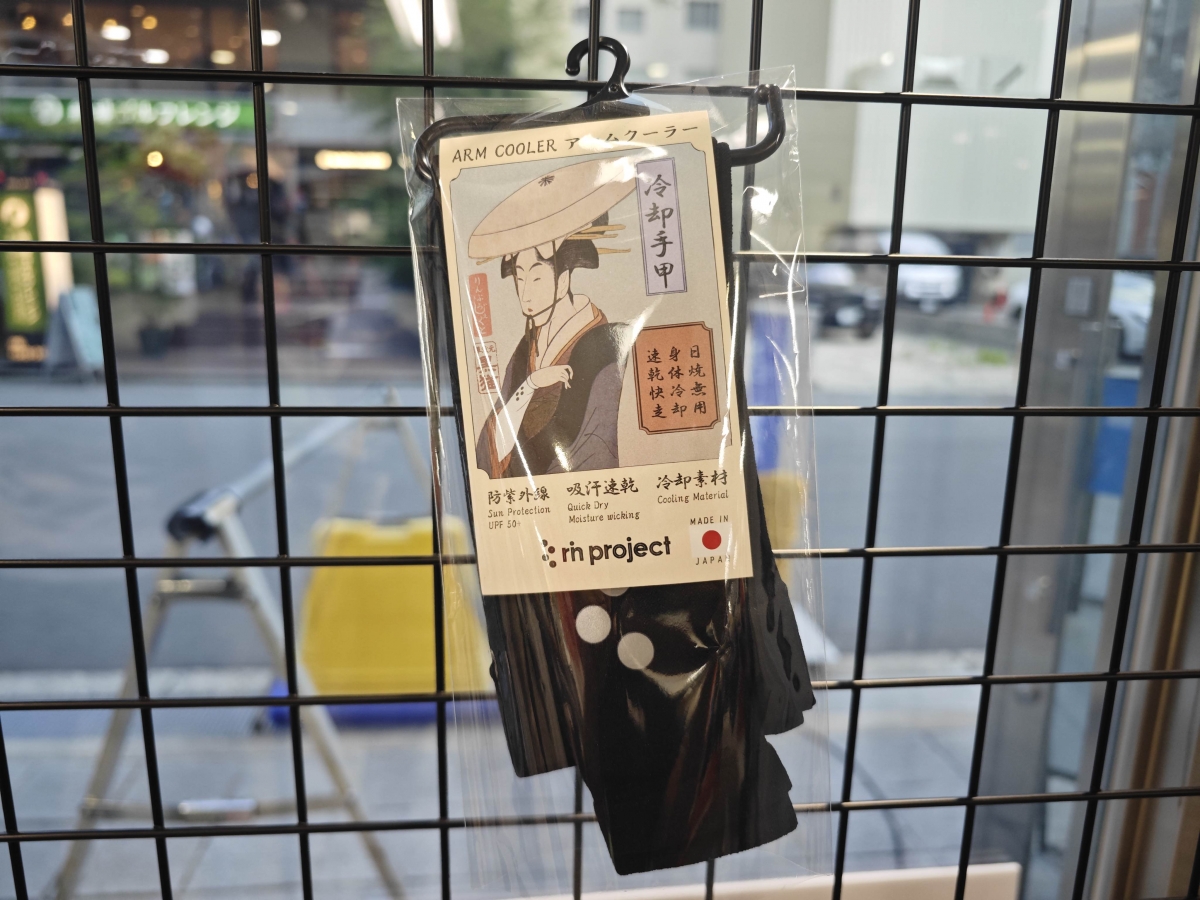 ARM COOLER アームクーラー
冷却手甲
日焼無用
身体冷却
速乾快走
防紫外線
Sun Protection
UPF 50+
吸汗速乾
Quick Dry
Moisture wicking
冷却素材
Cooling Material
rin project
MADE IN
JAPAN